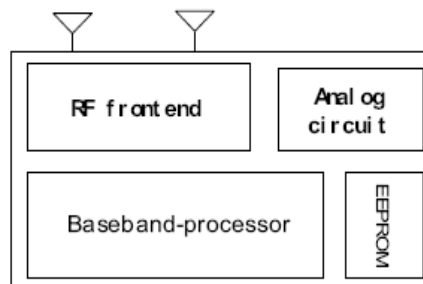 RF frontend
Analog
circuit
Baseband-processor
EEPROM